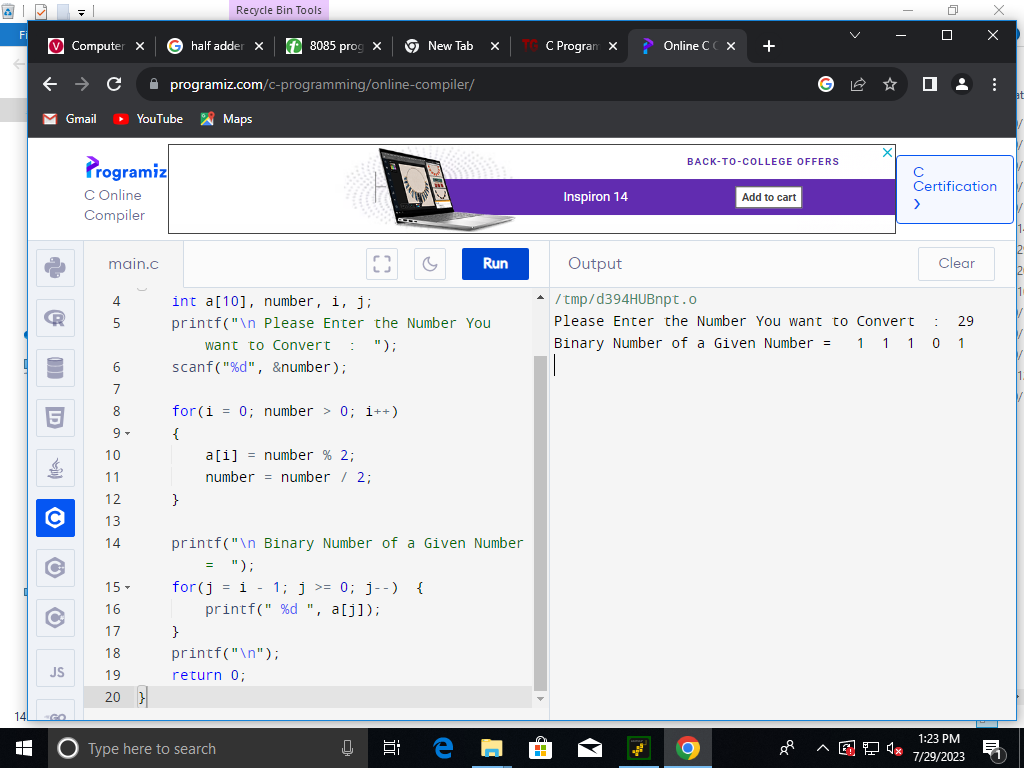 Recycle Bin Tools
Fi
Computer
half adder
8085 prog
New Tab
TG
C Program
Online C C
programiz.com/c-programming/online-compiler/
Gmail
YouTube
Maps
Programiz
C Online
Compiler
BACK-TO-COLLEGE OFFERS
Inspiron 14
Add to cart
C
Certification
main.c
Run
Output
Clear
4 int a[10], number, i, j;
5 printf("\n Please Enter the Number You
want to Convert  :  ");
6 scanf("%d", &number);
7
8 for(i = 0; number > 0; i++)
9 {
10 a[i] = number % 2;
11 number = number / 2;
12 }
13
14 printf("\n Binary Number of a Given Number
=  ");
15 for(j = i - 1; j >= 0; j--)  {
16 printf(" %d ", a[j]);
17 }
18 printf("\n");
19 return 0;
20 }
/tmp/d394HUBnpt.o
Please Enter the Number You want to Convert  :  29
Binary Number of a Given Number =   1  1  1  0  1
JS
GO
14
Type here to search
1:23 PM
7/29/2023
1